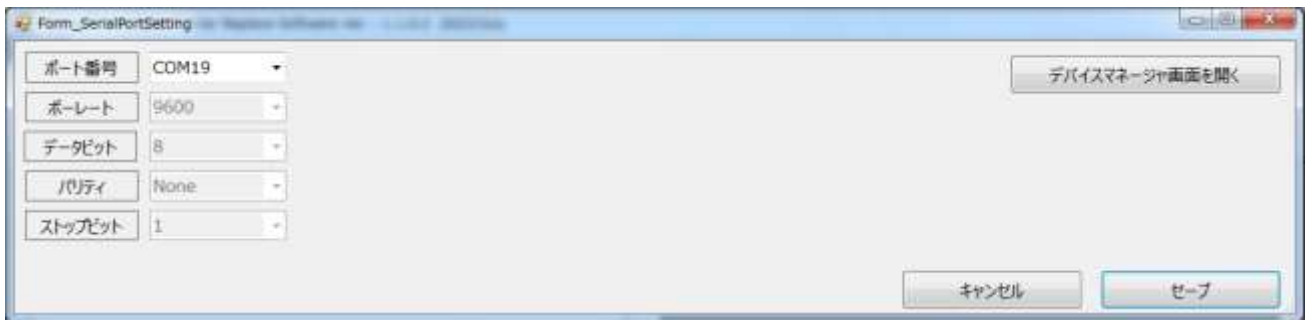 Form_SerialPortSetting
ポート番号 COM19
デバイスマネージャ画面を開く
ボーレート 9600
データビット 8
パリティ None
ストップビット 1
キャンセル セーブ